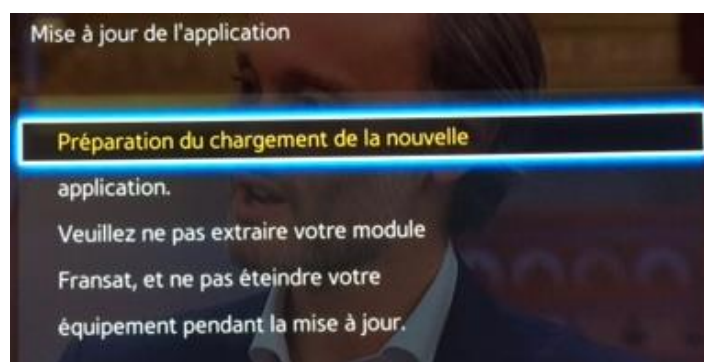 Mise à jour de l'application
Préparation du chargement de la nouvelle
application.
Veuillez ne pas extraire votre module
Fransat, et ne pas éteindre votre
équipement pendant la mise à jour.